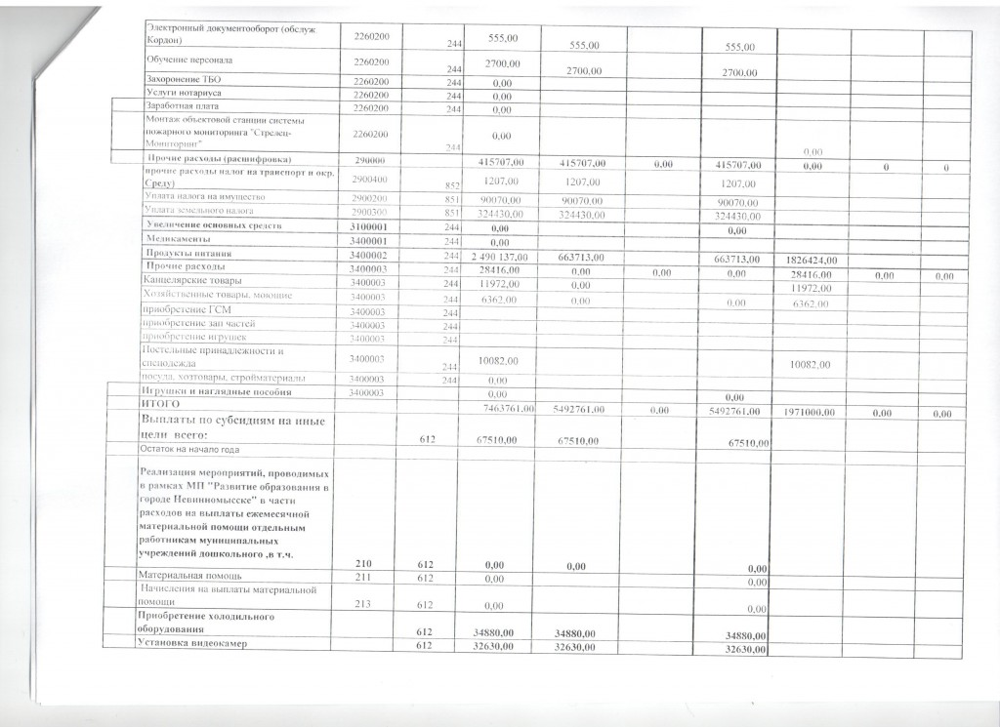 Электронный документооборот (обслуж
Кордон) 2260200 244 555,00 555,00 555,00
Обучение персонала 2260200 244 2700,00 2700,00 2700,00
Захоронение ТБО 2260200 244 0,00
Услуги нотариуса 2260200 244 0,00
Заработная плата 2260200 244 0,00
Монтаж объектовой станции системы
пожарного мониторинга "Стрелец-
Мониторинг" 2260200 244 0,00 0,00
Прочие расходы (расшифровка) 290000 415707,00 415707,00 0,00 415707,00 0,00 0 0
прочие расходы налог на транспорт и окр.
Среду) 2900400 852 1207,00 1207,00 1207,00
Уплата налога на имущество 2900200 851 90070,00 90070,00 90070,00
Уплата земельного налога 2900300 851 324430,00 324430,00 324430,00
Увеличение основных средств 3100001 244 0,00 0,00
Медикаменты 3400001 244 0,00
Продукты питания 3400002 244 2 490 137,00 663713,00 663713,00 1826424,00
Прочие расходы 3400003 244 28416,00 0,00 0,00 0,00 28416,00 0,00 0,00
Канцелярские товары 3400003 244 11972,00 0,00 11972,00
Хозяйственные товары, моющие 3400003 244 6362,00 0,00 0,00 6362,00
приобретение ГСМ 3400003 244
приобретение зап частей 3400003 244
приобретение игрушек 3400003 244
Постельные принадлежности и
спецодежда 3400003 244 10082,00 10082,00
посуда, хозтовары, стройматериалы 3400003 244 0,00
Игрушки и наглядные пособия 3400003 0,00 0,00
ИТОГО 7463761,00 5492761,00 0,00 5492761,00 1971000,00 0,00 0,00
Выплаты по субсидиям на иные
цели всего: 612 67510,00 67510,00 67510,00
Остаток на начало года
Реализация мероприятий, проводимых
в рамках МП "Развитие образования в
городе Невинномысске" в части
расходов на выплаты ежемесячной
материальной помощи отдельным
работникам муниципальных
учреждений дошкольного ,в т.ч. 210 612 0,00 0,00 0,00
Материальная помощь 211 612 0,00 0,00
Начисления на выплаты материальной
помощи 213 612 0,00 0,00
Приобретение холодильного
оборудования 612 34880,00 34880,00 34880,00
Установка видеокамер 612 32630,00 32630,00 32630,00